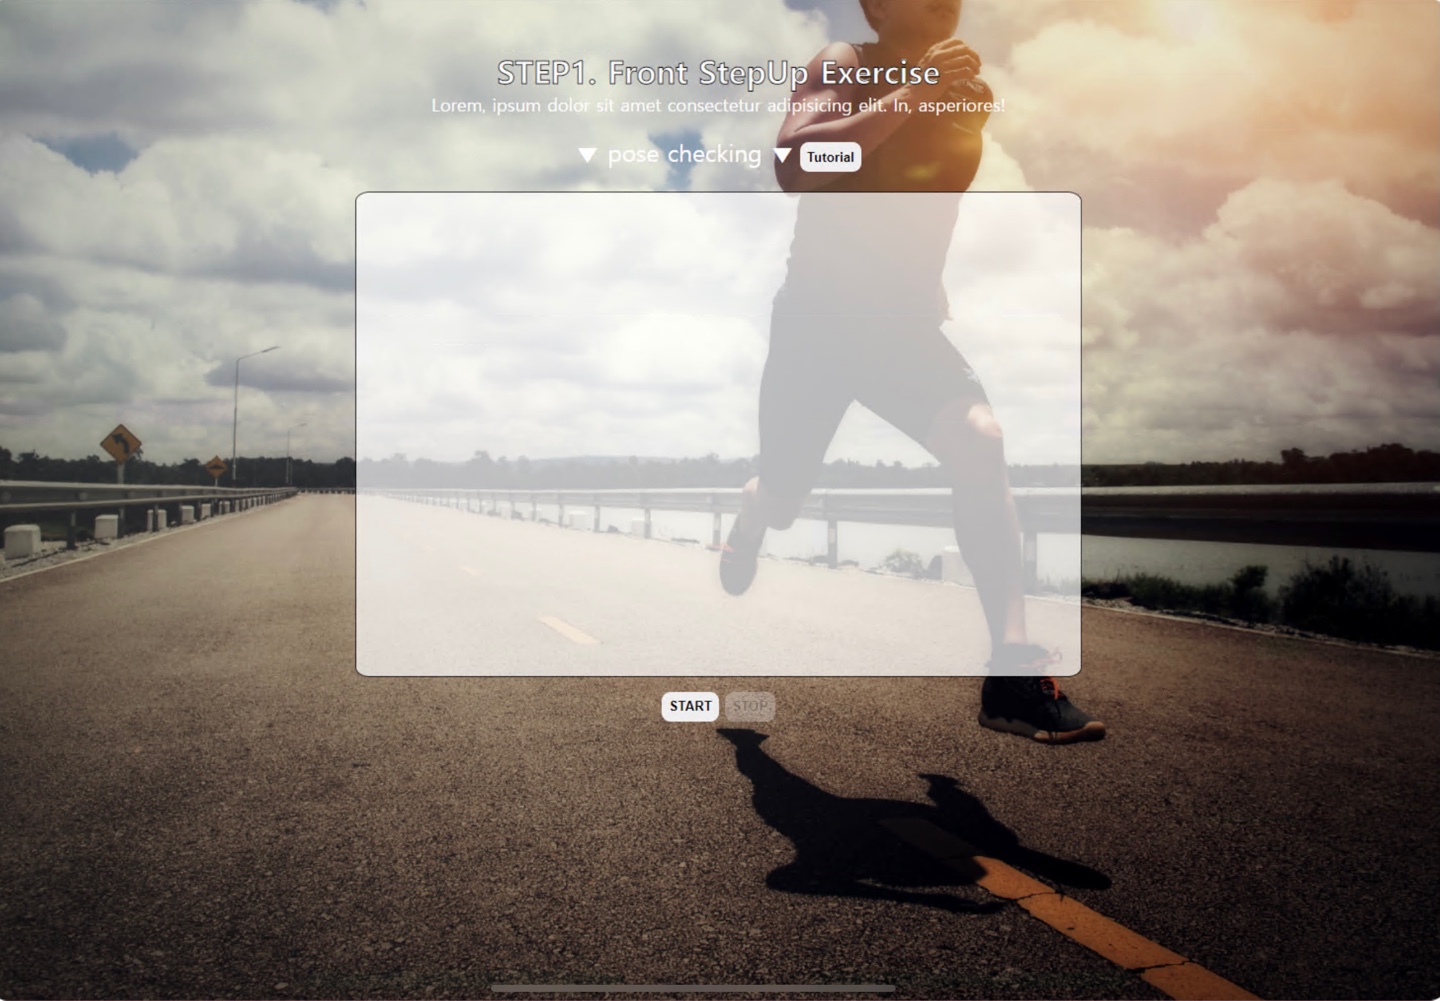 STEP1. Front StepUp Exercise
Lorem, ipsum dolor sit amet consectetur adipisicing elit. In, asperiores!
▼ pose checking ▼ Tutorial
START STOP